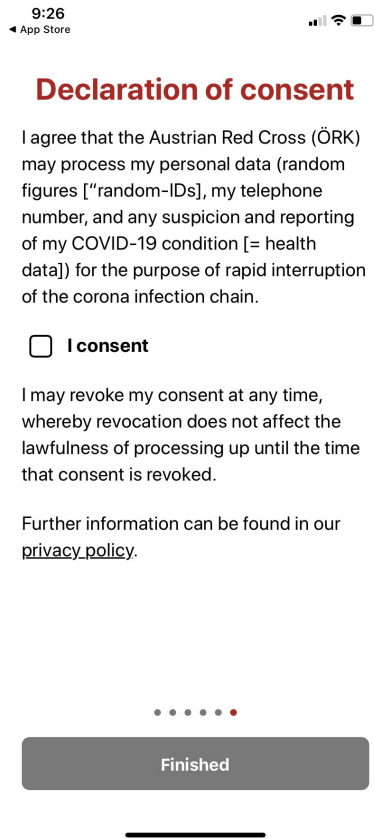 9:26
◀ App Store
Declaration of consent
I agree that the Austrian Red Cross (ÖRK)
may process my personal data (random
figures [“random-IDs], my telephone
number, and any suspicion and reporting
of my COVID-19 condition [= health
data]) for the purpose of rapid interruption
of the corona infection chain.
I consent
I may revoke my consent at any time,
whereby revocation does not affect the
lawfulness of processing up until the time
that consent is revoked.
Further information can be found in our
privacy policy.
Finished